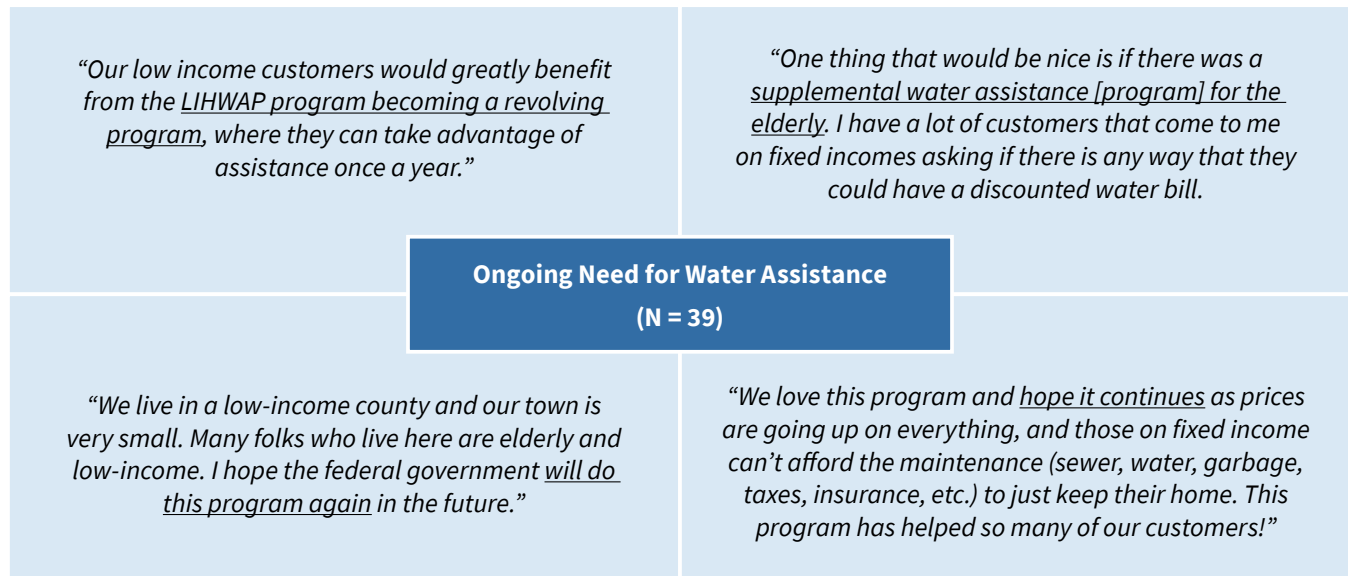 “Our low income customers would greatly benefit
from the LIHWAP program becoming a revolving
program, where they can take advantage of
assistance once a year.”
“One thing that would be nice is if there was a
supplemental water assistance [program] for the
elderly. I have a lot of customers that come to me
on fixed incomes asking if there is any way that they
could have a discounted water bill.
Ongoing Need for Water Assistance
(N = 39)
“We live in a low-income county and our town is
very small. Many folks who live here are elderly and
low-income. I hope the federal government will do
this program again in the future.”
“We love this program and hope it continues as prices
are going up on everything, and those on fixed income
can’t afford the maintenance (sewer, water, garbage,
taxes, insurance, etc.) to just keep their home. This
program has helped so many of our customers!”